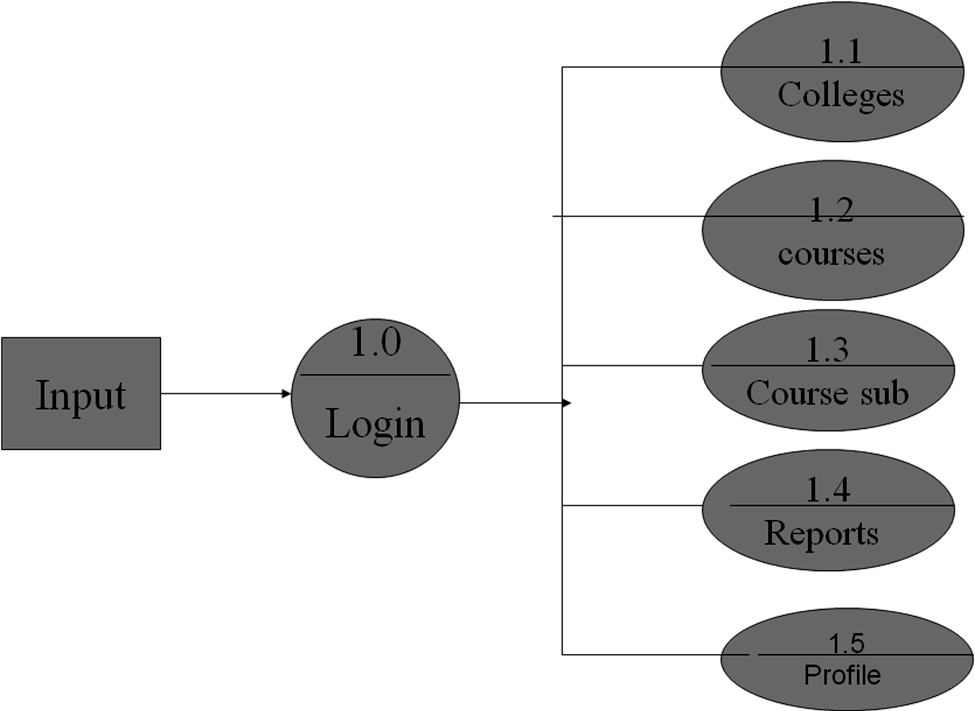 Input
1.0
Login
1.1
Colleges
1.2
courses
1.3
Course sub
1.4
Reports
1.5
Profile